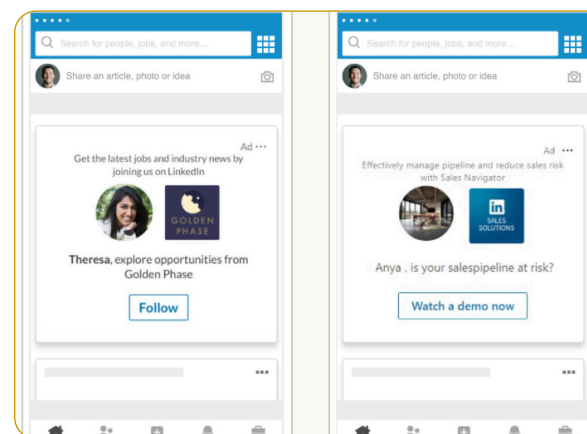 Search for people, jobs, and more...
Share an article, photo or idea
Ad
Get the latest jobs and industry news by
joining us on LinkedIn
GOLDEN
PHASE
Theresa, explore opportunities from
Golden Phase
Follow
Search for people, jobs, and more...
Share an article, photo or idea
Ad
Effectively manage pipeline and reduce sales risk
with Sales Navigator
in
SALES
SOLUTIONS
Anya , is your salespipeline at risk?
Watch a demo now